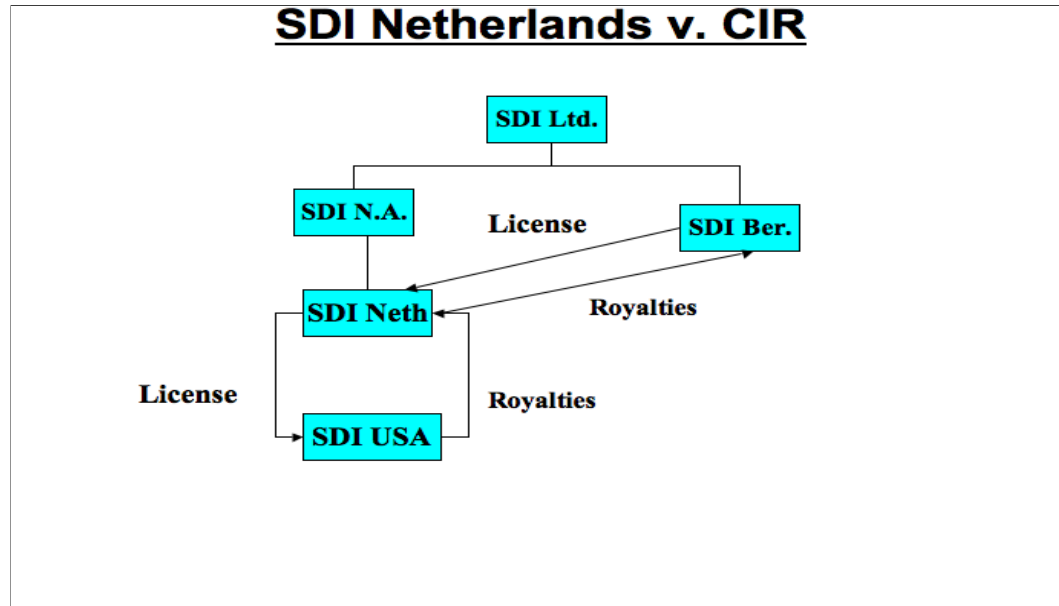 SDI Netherlands v. CIR
SDI Ltd.
SDI N.A.
License
SDI Ber.
SDI Neth
Royalties
License
Royalties
SDI USA